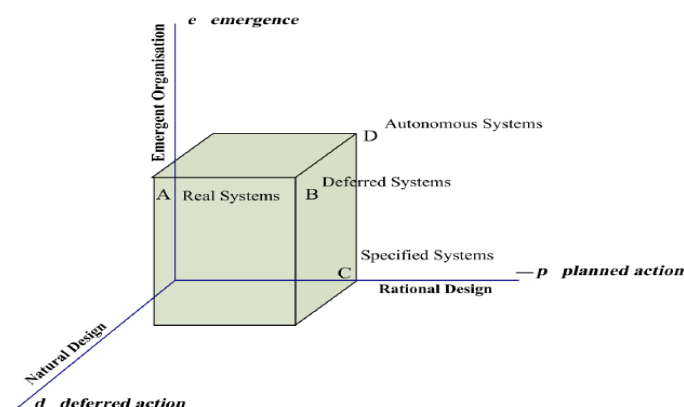 e emergence
Emergent Organisation
D Autonomous Systems
A Real Systems
B Deferred Systems
Specified Systems
C
— p planned action
Rational Design
Natural Design
d deferred action